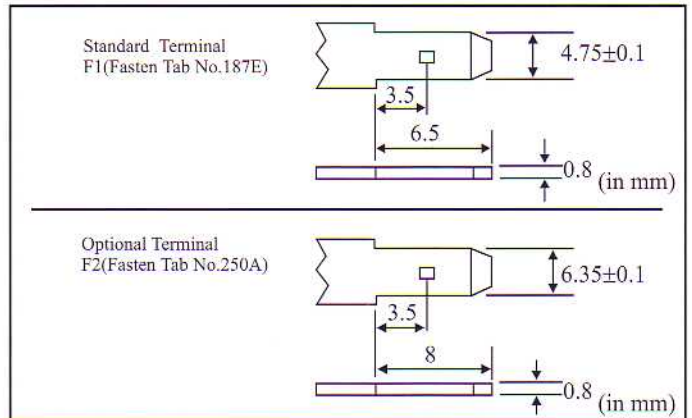 Standard Terminal
F1(Fasten Tab No.187E)
4.75±0.1
3.5
6.5
0.8 (in mm)
Optional Terminal
F2(Fasten Tab No.250A)
6.35±0.1
3.5
8
0.8 (in mm)